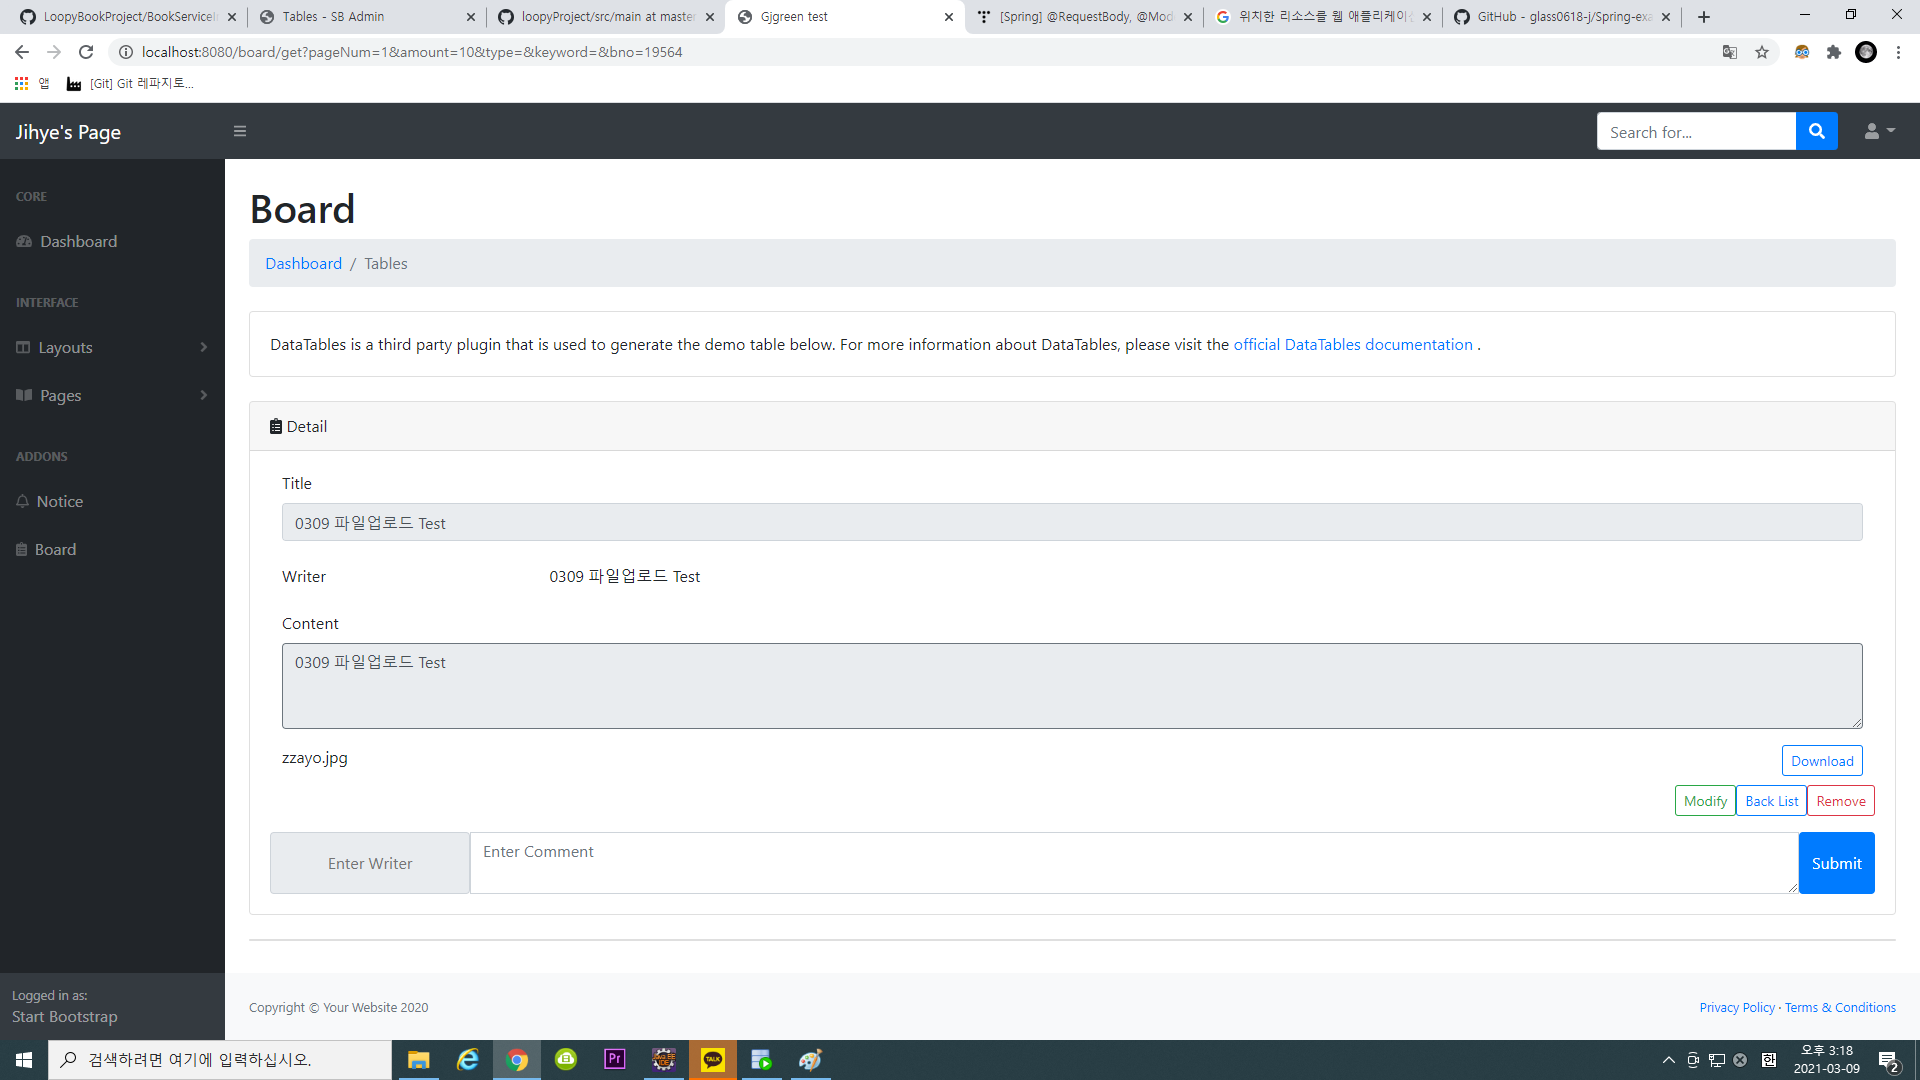 LoopyBookProject/BookServiceI
Tables - SB Admin
loopyProject/src/main at master
Gjgreen test
[Spring] @RequestBody, @Mod
위치한 리소스를 웹 애플리케이션
GitHub - glass0618-j/Spring-exa
localhost:8080/board/get?pageNum=1&amount=10&type=&keyword=&bno=19564
앱
[Git] Git 레파지토...
Jihye's Page
Search for...
CORE
Dashboard
INTERFACE
Layouts
Pages
ADDONS
Notice
Board
Logged in as:
Start Bootstrap
Board
Dashboard / Tables
DataTables is a third party plugin that is used to generate the demo table below. For more information about DataTables, please visit the official DataTables documentation .
Detail
Title
0309 파일업로드 Test
Writer 0309 파일업로드 Test
Content
0309 파일업로드 Test
zzayo.jpg
Download
Modify Back List Remove
Enter Writer
Enter Comment
Submit
Copyright © Your Website 2020
Privacy Policy · Terms & Conditions
검색하려면 여기에 입력하십시오.
Pr
TALK
한
오후 3:18
2021-03-09
2